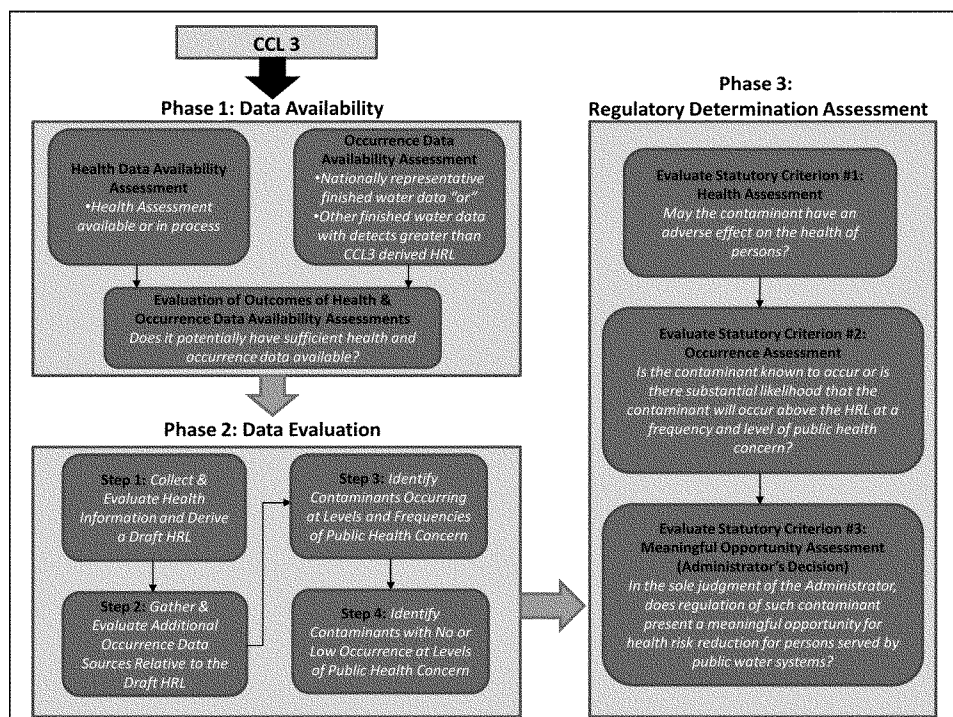 CCL 3
Phase 1: Data Availability
Health Data Availability
Assessment
•Health Assessment
available or in process
Occurrence Data
Availability Assessment
•Nationally representative
finished water data "or"
•Other finished water data
with detects greater than
CCL3 derived HRL
Evaluation of Outcomes of Health &
Occurrence Data Availability Assessments
Does it potentially have sufficient health and
occurrence data available?
Phase 2: Data Evaluation
Step 1: Collect &
Evaluate Health
Information and Derive
a Draft HRL
Step 2: Gather &
Evaluate Additional
Occurrence Data
Sources Relative to the
Draft HRL
Step 3: Identify
Contaminants Occurring
at Levels and Frequencies
of Public Health Concern
Step 4: Identify
Contaminants with No or
Low Occurrence at Levels
of Public Health Concern
Phase 3:
Regulatory Determination Assessment
Evaluate Statutory Criterion #1:
Health Assessment
May the contaminant have an
adverse effect on the health of
persons?
Evaluate Statutory Criterion #2:
Occurrence Assessment
Is the contaminant known to occur or is
there substantial likelihood that the
contaminant will occur above the HRL at a
frequency and level of public health
concern?
Evaluate Statutory Criterion #3:
Meaningful Opportunity Assessment
(Administrator's Decision)
In the sole judgment of the Administrator,
does regulation of such contaminant
present a meaningful opportunity for
health risk reduction for persons served by
public water systems?